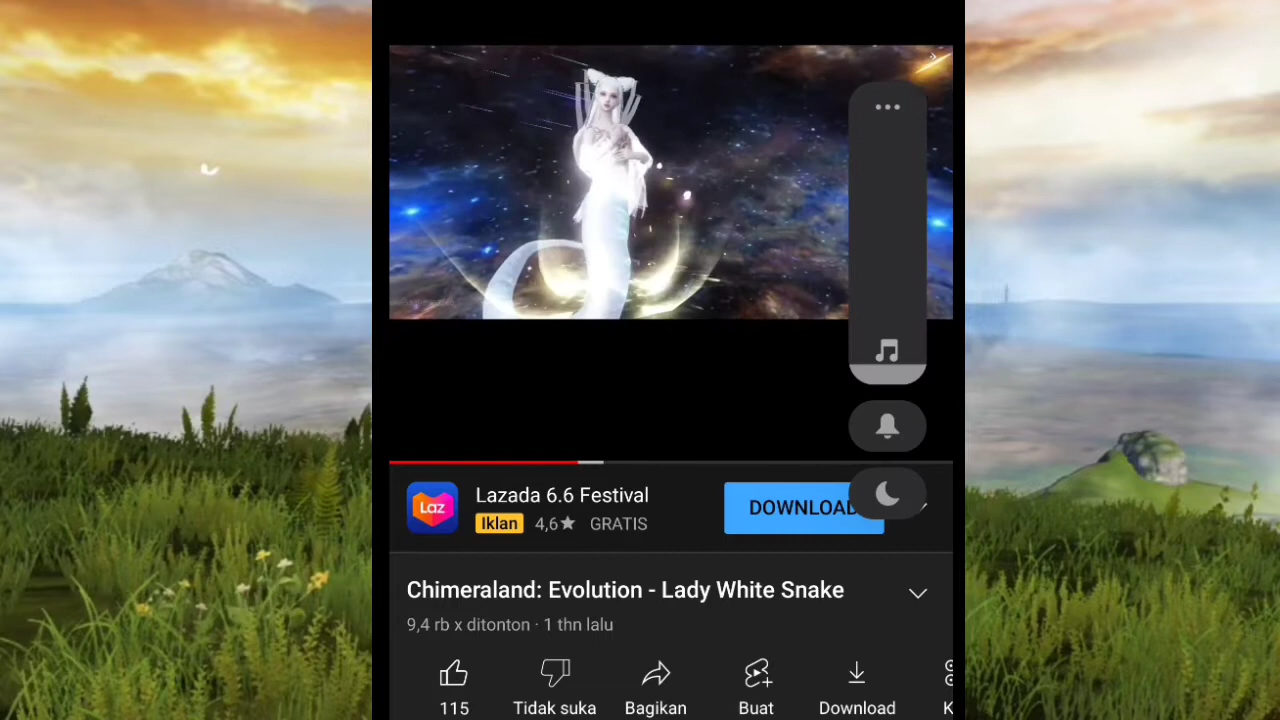 Laz
Lazada 6.6 Festival
Iklan 4,6★ GRATIS
DOWNLOAD
Chimeraland: Evolution - Lady White Snake
9,4 rb x ditonton · 1 thn lalu
115 Tidak suka Bagikan Buat Download K